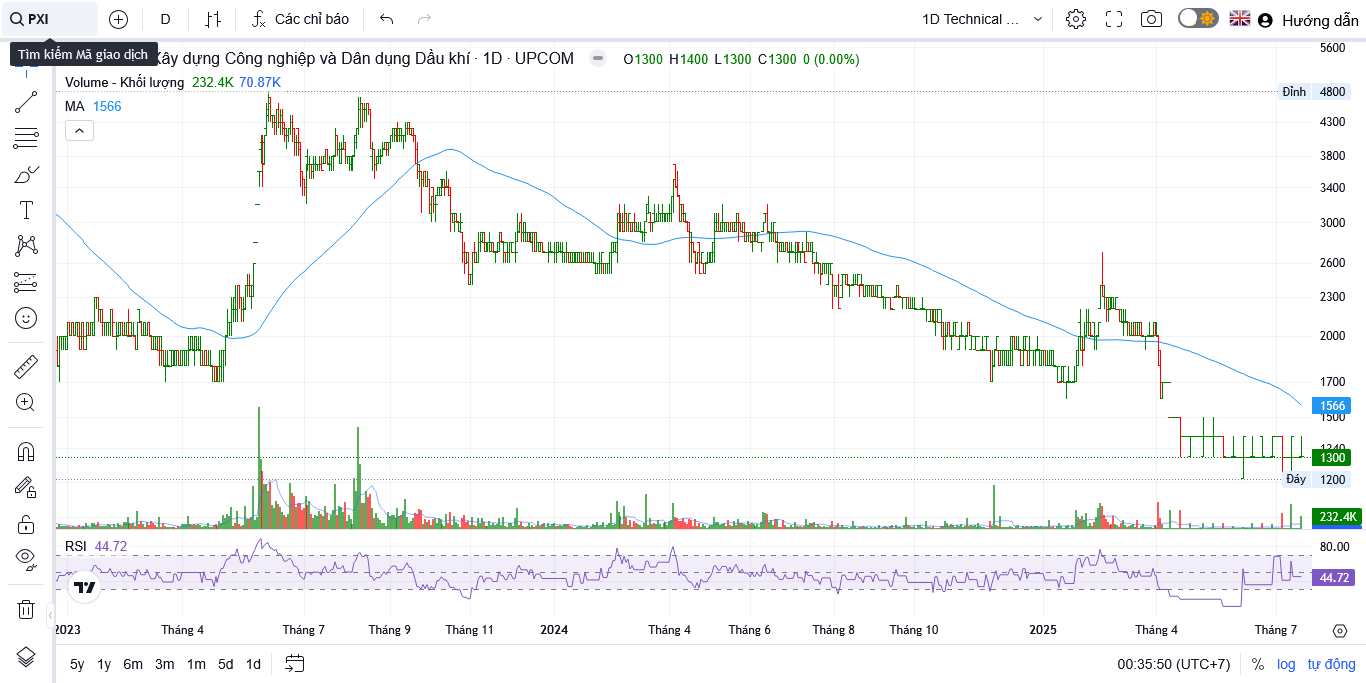 PXI
D
Các chỉ báo
1D Technical ...
Hướng dẫn
Tìm kiếm Mã giao dịch
Xây dựng Công nghiệp và Dân dụng Dầu khí · 1D · UPCOM
O1300 H1400 L1300 C1300 0 (0.00%)
Volume - Khối lượng 232.4K 70.87K
MA 1566
5600
Đỉnh 4800
4300
3800
3400
3000
2600
2300
2000
1700
1566
1500
1340
1300
Đáy 1200
232.4K
RSI 44.72
80.00
44.72
2023 Tháng 4 Tháng 7 Tháng 9 Tháng 11 2024 Tháng 4 Tháng 6 Tháng 8 Tháng 10 2025 Tháng 4 Tháng 7
5y 1y 6m 3m 1m 5d 1d
00:35:50 (UTC+7) % log tự động